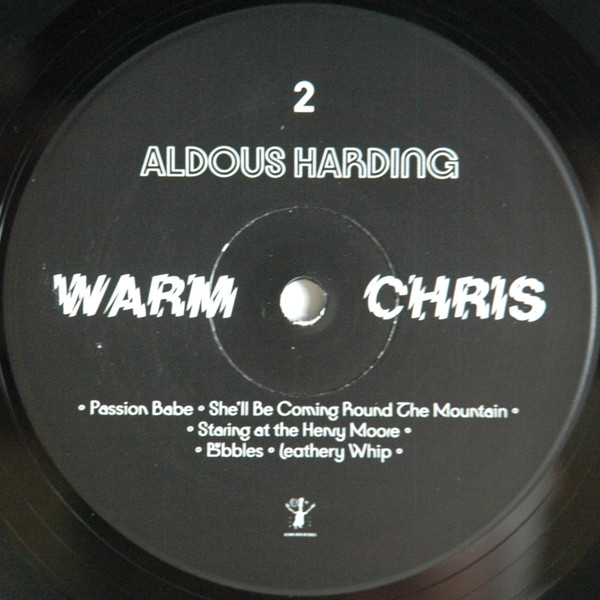 2
ALDOUS HARDING
WARM CHRIS
• Passion Babe • She'll Be Coming Round The Mountain •
• Staring at the Henry Moore •
• Bubbles • Leathery Whip •